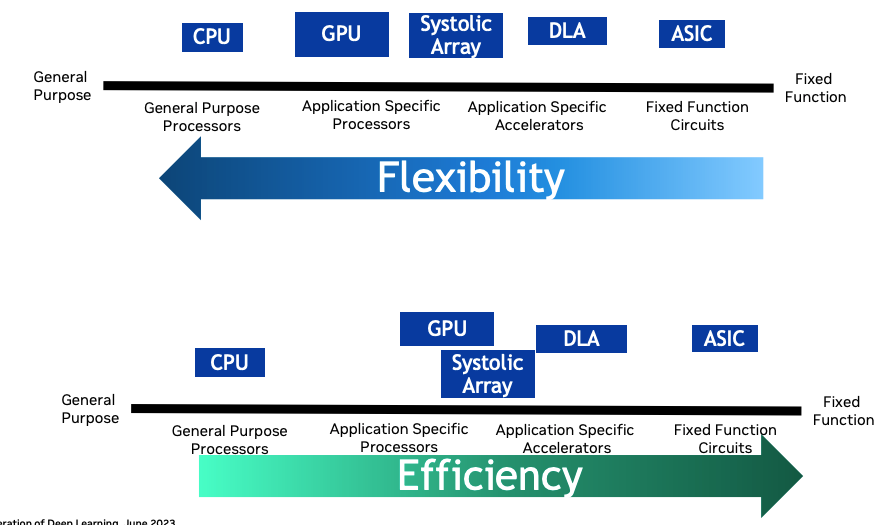 CPU
GPU
Systolic
Array
DLA
ASIC
General
Purpose
Fixed
Function
General Purpose
Processors
Application Specific
Processors
Application Specific
Accelerators
Fixed Function
Circuits
Flexibility
GPU
CPU
Systolic
Array
DLA
ASIC
General
Purpose
Fixed
Function
General Purpose
Processors
Application Specific
Processors
Application Specific
Accelerators
Fixed Function
Circuits
Efficiency
of Deep Learning, June 2023